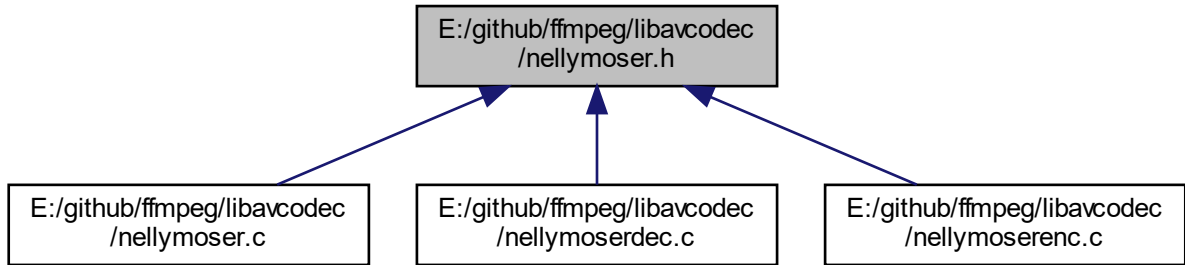 E:/github/ffmpeg/libavcodec
/nellymoser.h
E:/github/ffmpeg/libavcodec
/nellymoser.c
E:/github/ffmpeg/libavcodec
/nellymoserdec.c
E:/github/ffmpeg/libavcodec
/nellymoserenc.c